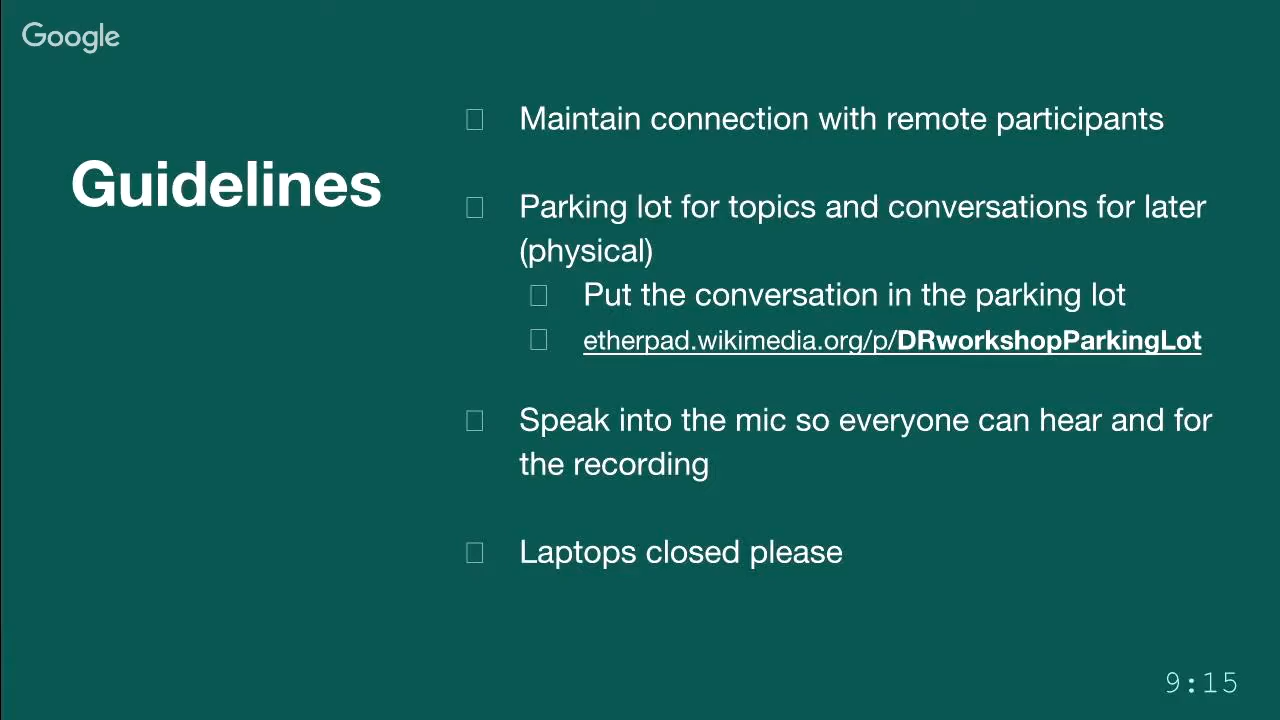 Google
Guidelines
Maintain connection with remote participants
Parking lot for topics and conversations for later
(physical)
Put the conversation in the parking lot
etherpad.wikimedia.org/p/DRworkshopParkingLot
Speak into the mic so everyone can hear and for
the recording
Laptops closed please
9:15